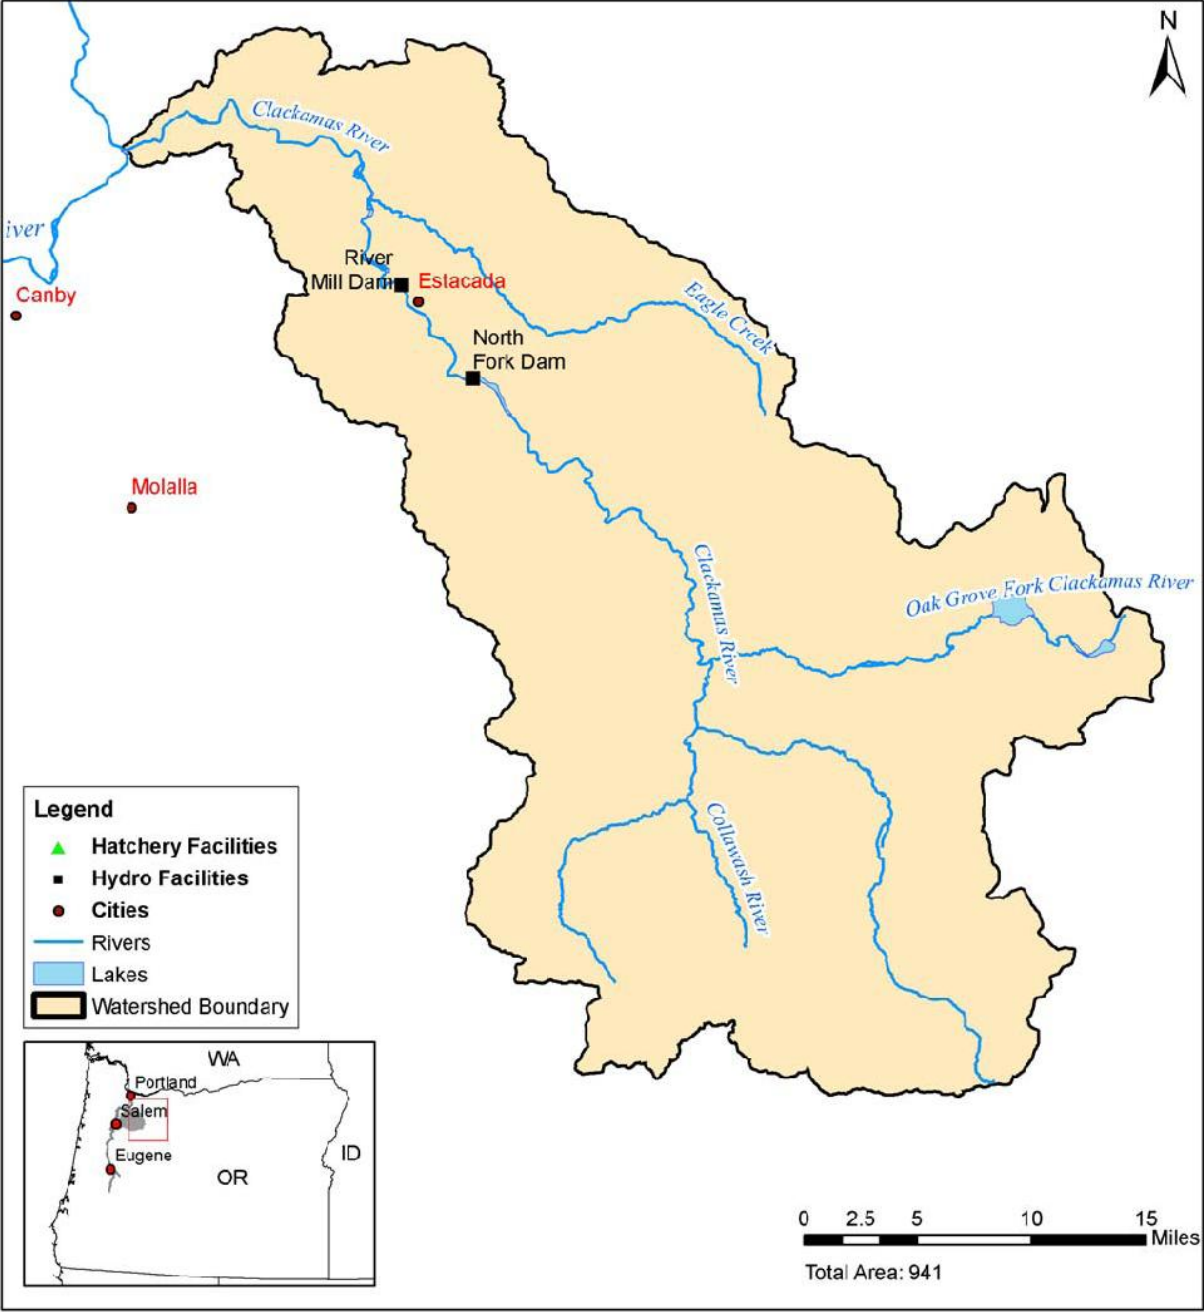 N
Clackamas River
iver
River
Mill Dam
Estacada
Canby
Eagle Creek
North
Fork Dam
Molalla
Clackamas River
Oak Grove Fork Clackamas River
Collawash River
Legend
Hatchery Facilities
Hydro Facilities
Cities
Rivers
Lakes
Watershed Boundary
WA
Portland
Salem
Eugene
OR
ID
0 2.5 5 10 15
Miles
Total Area: 941